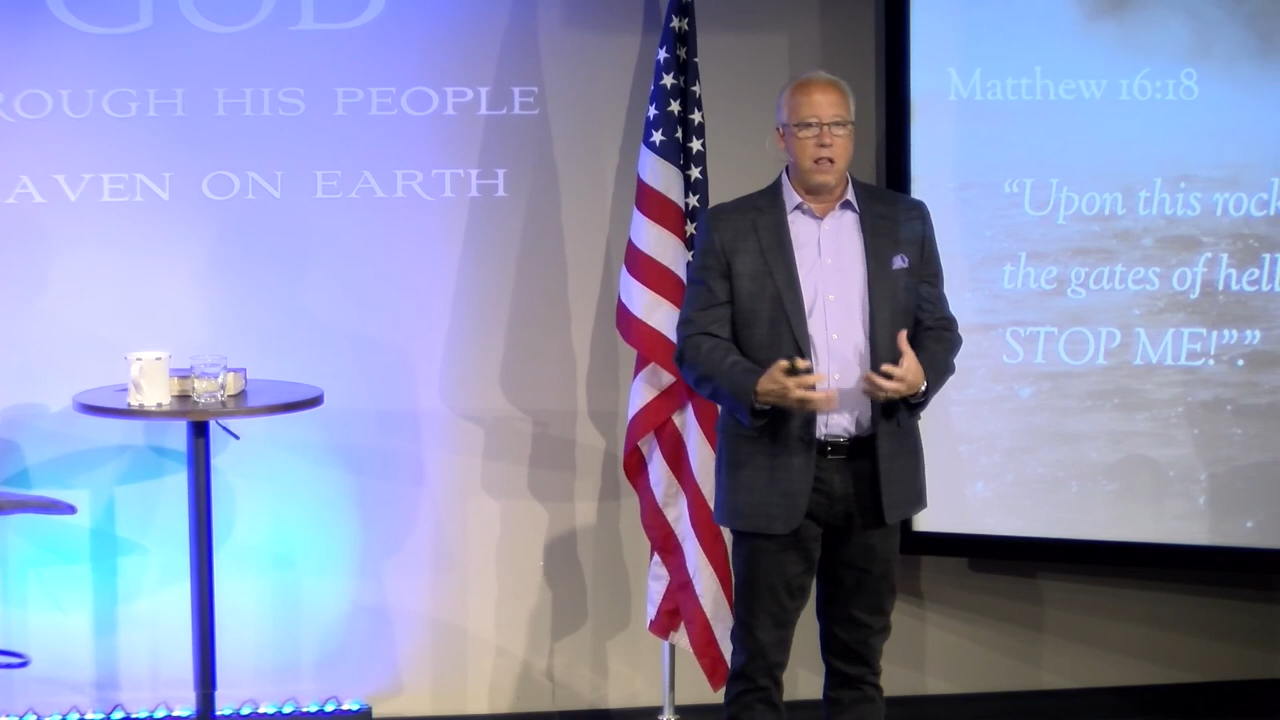 GOD
ROUGH HIS PEOPLE
AVEN ON EARTH
Matthew 16:18
“Upon this rock
the gates of hell
STOP ME!”.”